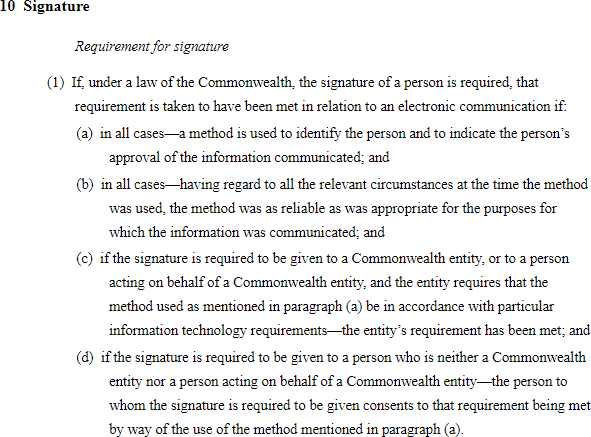 10 Signature
Requirement for signature
(1) If, under a law of the Commonwealth, the signature of a person is required, that
requirement is taken to have been met in relation to an electronic communication if:
(a) in all cases—a method is used to identify the person and to indicate the person's
approval of the information communicated; and
(b) in all cases—having regard to all the relevant circumstances at the time the method
was used, the method was as reliable as was appropriate for the purposes for
which the information was communicated; and
(c) if the signature is required to be given to a Commonwealth entity, or to a person
acting on behalf of a Commonwealth entity, and the entity requires that the
method used as mentioned in paragraph (a) be in accordance with particular
information technology requirements—the entity's requirement has been met; and
(d) if the signature is required to be given to a person who is neither a Commonwealth
entity nor a person acting on behalf of a Commonwealth entity—the person to
whom the signature is required to be given consents to that requirement being met
by way of the use of the method mentioned in paragraph (a).